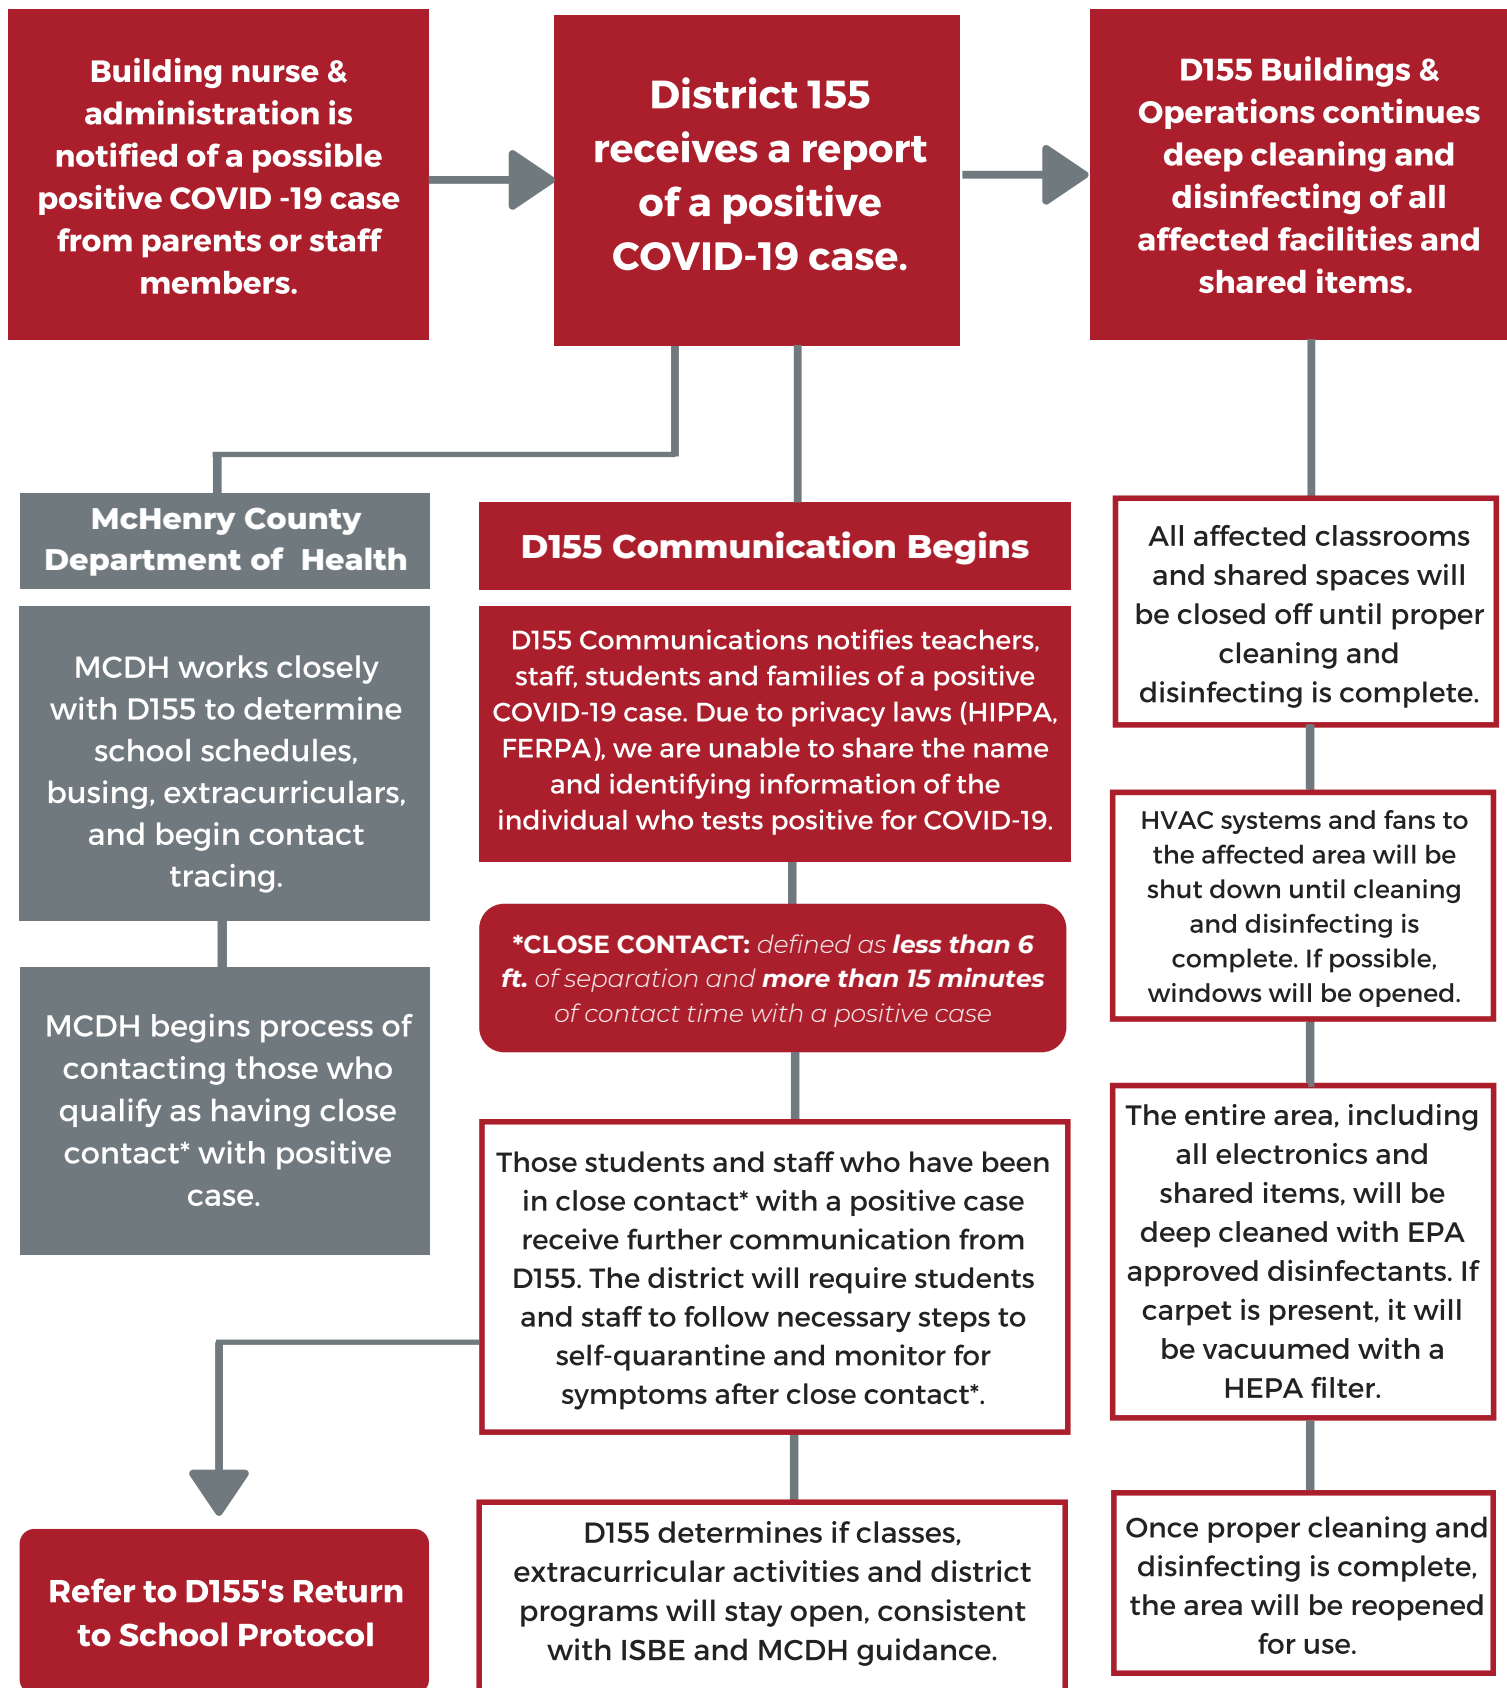 Building nurse &
administration is
notified of a possible
positive COVID -19 case
from parents or staff
members.
District 155
receives a report
of a positive
COVID-19 case.
D155 Buildings &
Operations continues
deep cleaning and
disinfecting of all
affected facilities and
shared items.
McHenry County
Department of  Health
MCDH works closely
with D155 to determine
school schedules,
busing, extracurriculars,
and begin contact
tracing.
MCDH begins process of
contacting those who
qualify as having close
contact* with positive
case.
D155 Communication Begins
D155 Communications notifies teachers,
staff, students and families of a positive
COVID-19 case. Due to privacy laws (HIPPA,
FERPA), we are unable to share the name
and identifying information of the
individual who tests positive for COVID-19.
*CLOSE CONTACT: defined as less than 6
ft. of separation and more than 15 minutes
of contact time with a positive case
Those students and staff who have been
in close contact* with a positive case
receive further communication from
D155. The district will require students
and staff to follow necessary steps to
self-quarantine and monitor for
symptoms after close contact*.
Refer to D155's Return
to School Protocol
D155 determines if classes,
extracurricular activities and district
programs will stay open, consistent
with ISBE and MCDH guidance.
All affected classrooms
and shared spaces will
be closed off until proper
cleaning and
disinfecting is complete.
HVAC systems and fans to
the affected area will be
shut down until cleaning
and disinfecting is
complete. If possible,
windows will be opened.
The entire area, including
all electronics and
shared items, will be
deep cleaned with EPA
approved disinfectants. If
carpet is present, it will
be vacuumed with a
HEPA filter.
Once proper cleaning and
disinfecting is complete,
the area will be reopened
for use.